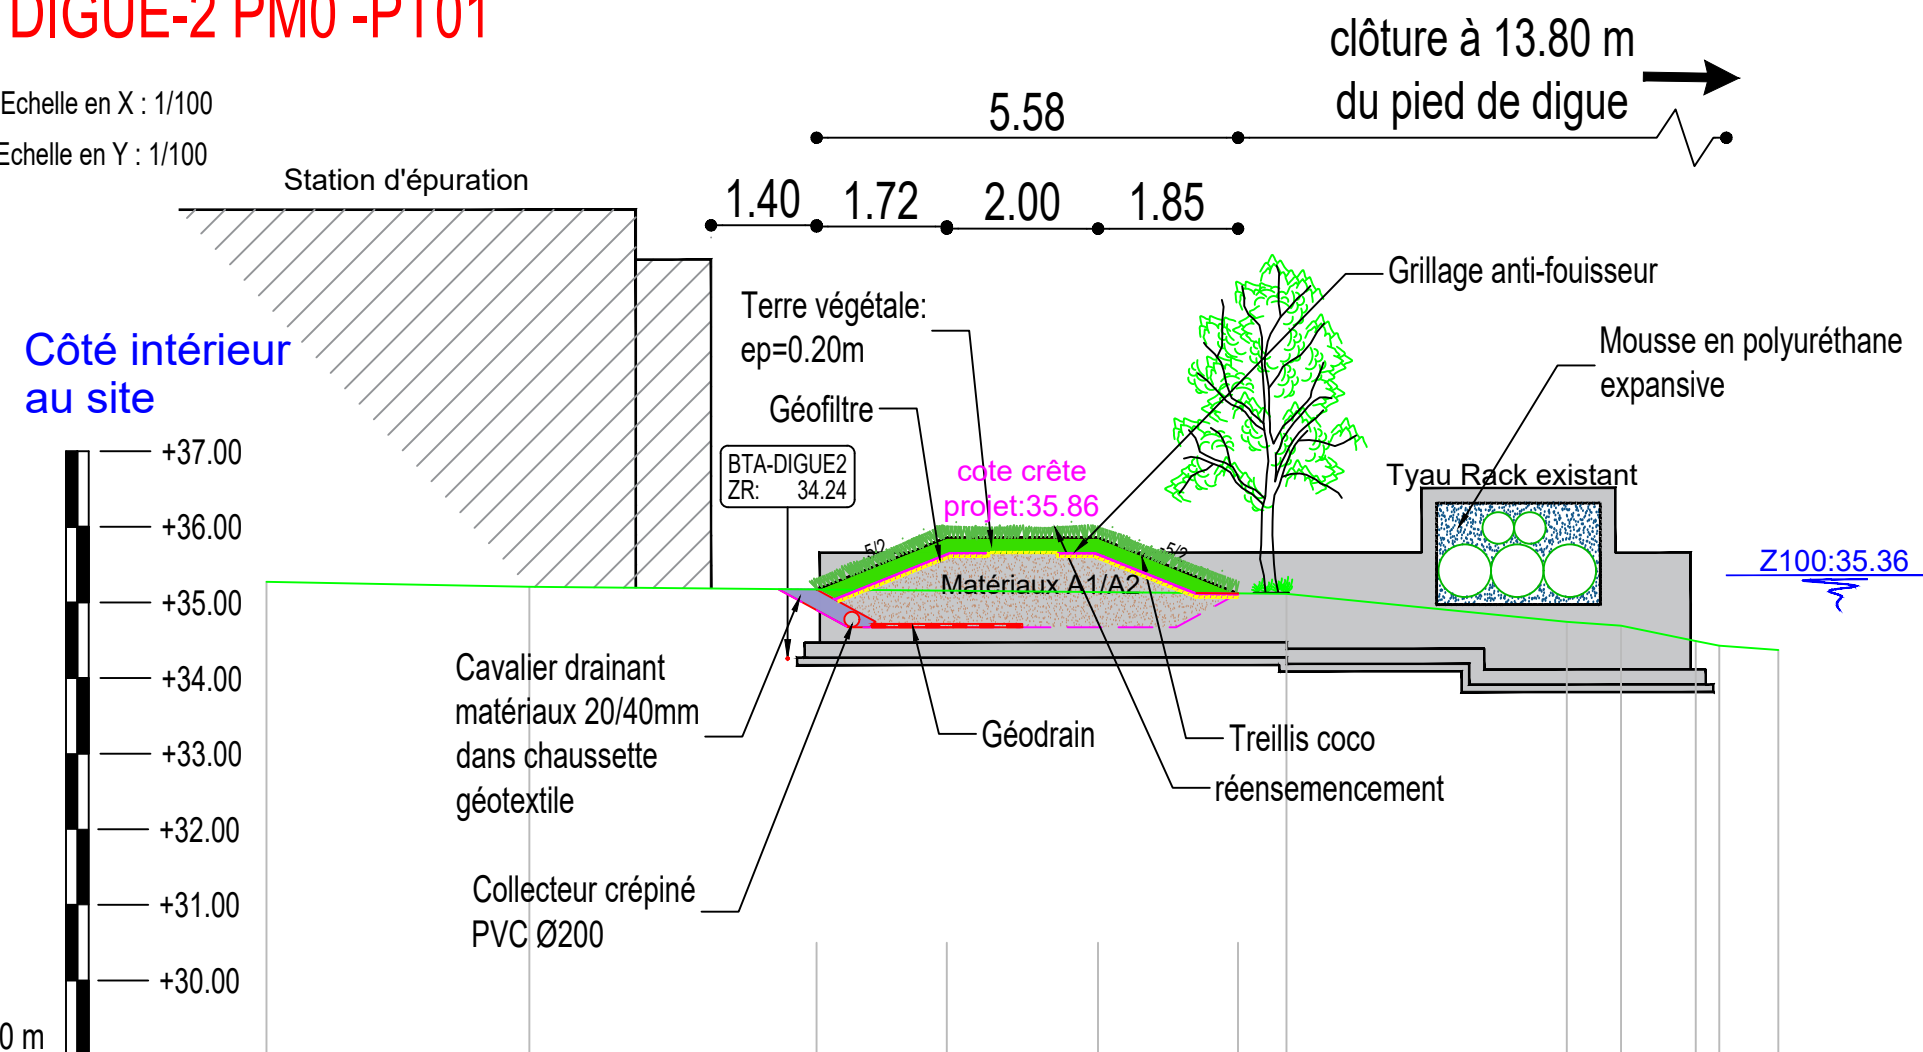 DIGUE-2 PM0 -PT01
Echelle en X : 1/100
Echelle en Y : 1/100
clôture à 13.80 m
du pied de digue
5.58
1.40
1.72
2.00
1.85
Station d'épuration
Côté intérieur
au site
Terre végétale:
ep=0.20m
Géofiltre
Grillage anti-fouisseur
Mousse en polyuréthane
expansive
BTA-DIGUE2
ZR: 34.24
cote crête
projet:35.86
Tyau Rack existant
5/2
5/2
Matériaux A1/A2
Z100:35.36
+37.00
+36.00
+35.00
+34.00
+33.00
+32.00
+31.00
+30.00
Cavalier drainant
matériaux 20/40mm
dans chaussette
géotextile
Géodrain
Treillis coco
réensemencement
Collecteur crépiné
PVC Ø200
0 m